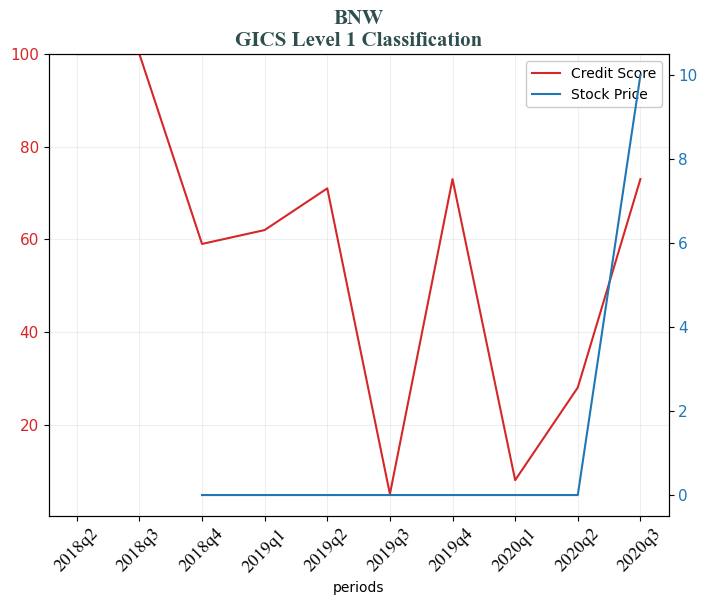 BNW
GICS Level 1 Classification
Credit Score
Stock Price
100
80
60
40
20
10
8
6
4
2
0
2018q2
2018q3
2018q4
2019q1
2019q2
2019q3
2019q4
2020q1
2020q2
2020q3
periods